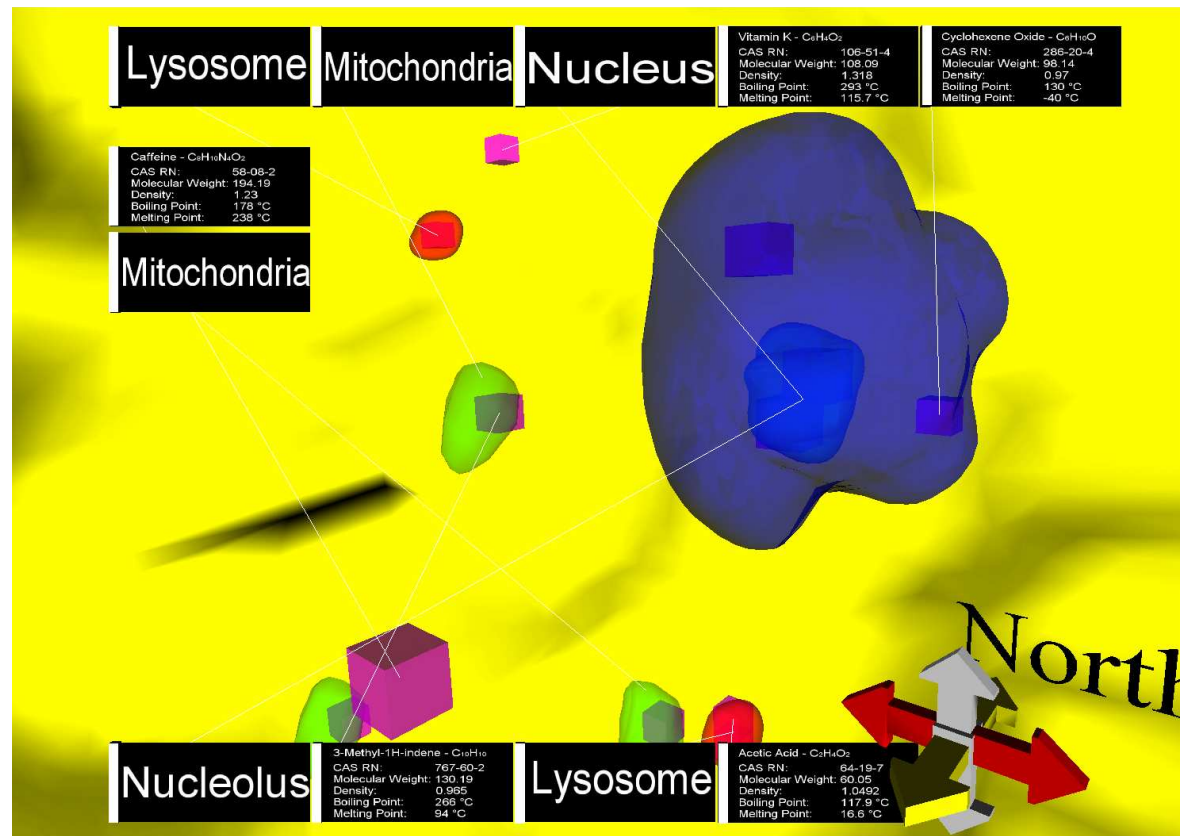 Lysosome
Mitochondria
Nucleus
Vitamin K - C₆H₄O₂
CAS RN: 106-51-4
Molecular Weight: 108.09
Density: 1.318
Boiling Point: 293 °C
Melting Point: 115.7 °C
Cyclohexene Oxide - C₆H₁₀O
CAS RN: 286-20-4
Molecular Weight: 98.14
Density: 0.97
Boiling Point: 130 °C
Melting Point: -40 °C
Caffeine - C₈H₁₀N₄O₂
CAS RN: 58-08-2
Molecular Weight: 194.19
Density: 1.23
Boiling Point: 178 °C
Melting Point: 238 °C
Mitochondria
North
Nucleolus
3-Methyl-1H-indene - C₁₀H₁₀
CAS RN: 767-60-2
Molecular Weight: 130.19
Density: 0.965
Boiling Point: 266 °C
Melting Point: 94 °C
Lysosome
Acetic Acid - C₂H₄O₂
CAS RN: 64-19-7
Molecular Weight: 60.05
Density: 1.0492
Boiling Point: 117.9 °C
Melting Point: 16.6 °C